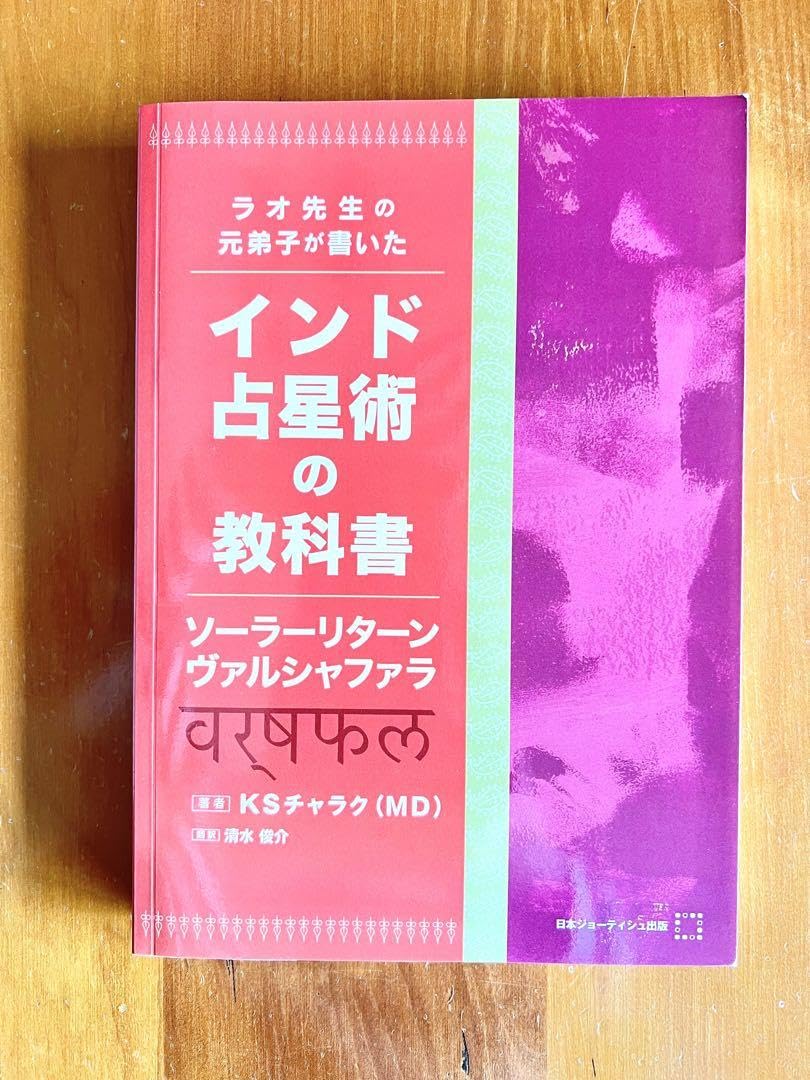 ラオ先生の
元弟子が書いた
インド
占星術
の
教科書
ソーラーリターン
ヴァルシャファラ
वर्षफल
著者 KSチャラク(MD)
翻訳 清水 俊介
日本ジョーティシュ出版